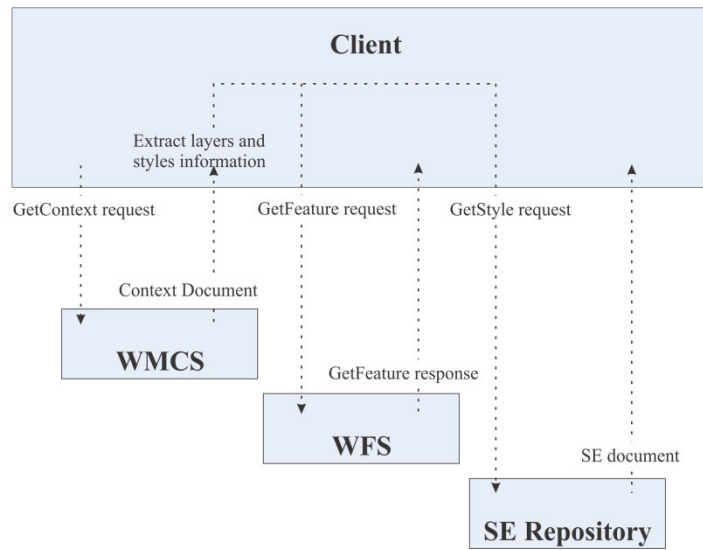 Client
Extract layers and
styles information
GetContext request
GetFeature request
GetStyle request
Context Document
WMCS
GetFeature response
WFS
SE document
SE Repository